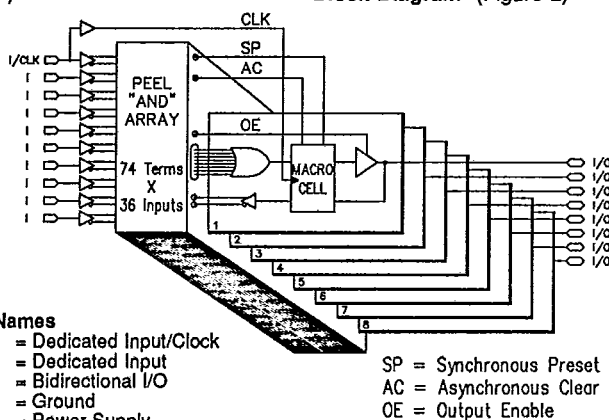 Block Diagram (Figure 2)
CLK
I/CLK
SP
AC
PEEL
"AND"
ARRAY
OE
74 Terms
X
36 Inputs
MACRO
CELL
I
I
I
I
I
I
I
I
I
1
2
3
4
5
6
7
8
I/O
I/O
I/O
I/O
I/O
I/O
I/O
I/O
Names
= Dedicated Input/Clock
= Dedicated Input
= Bidirectional I/O
= Ground
= Power Supply
SP = Synchronous Preset
AC = Asynchronous Clear
OE = Output Enable